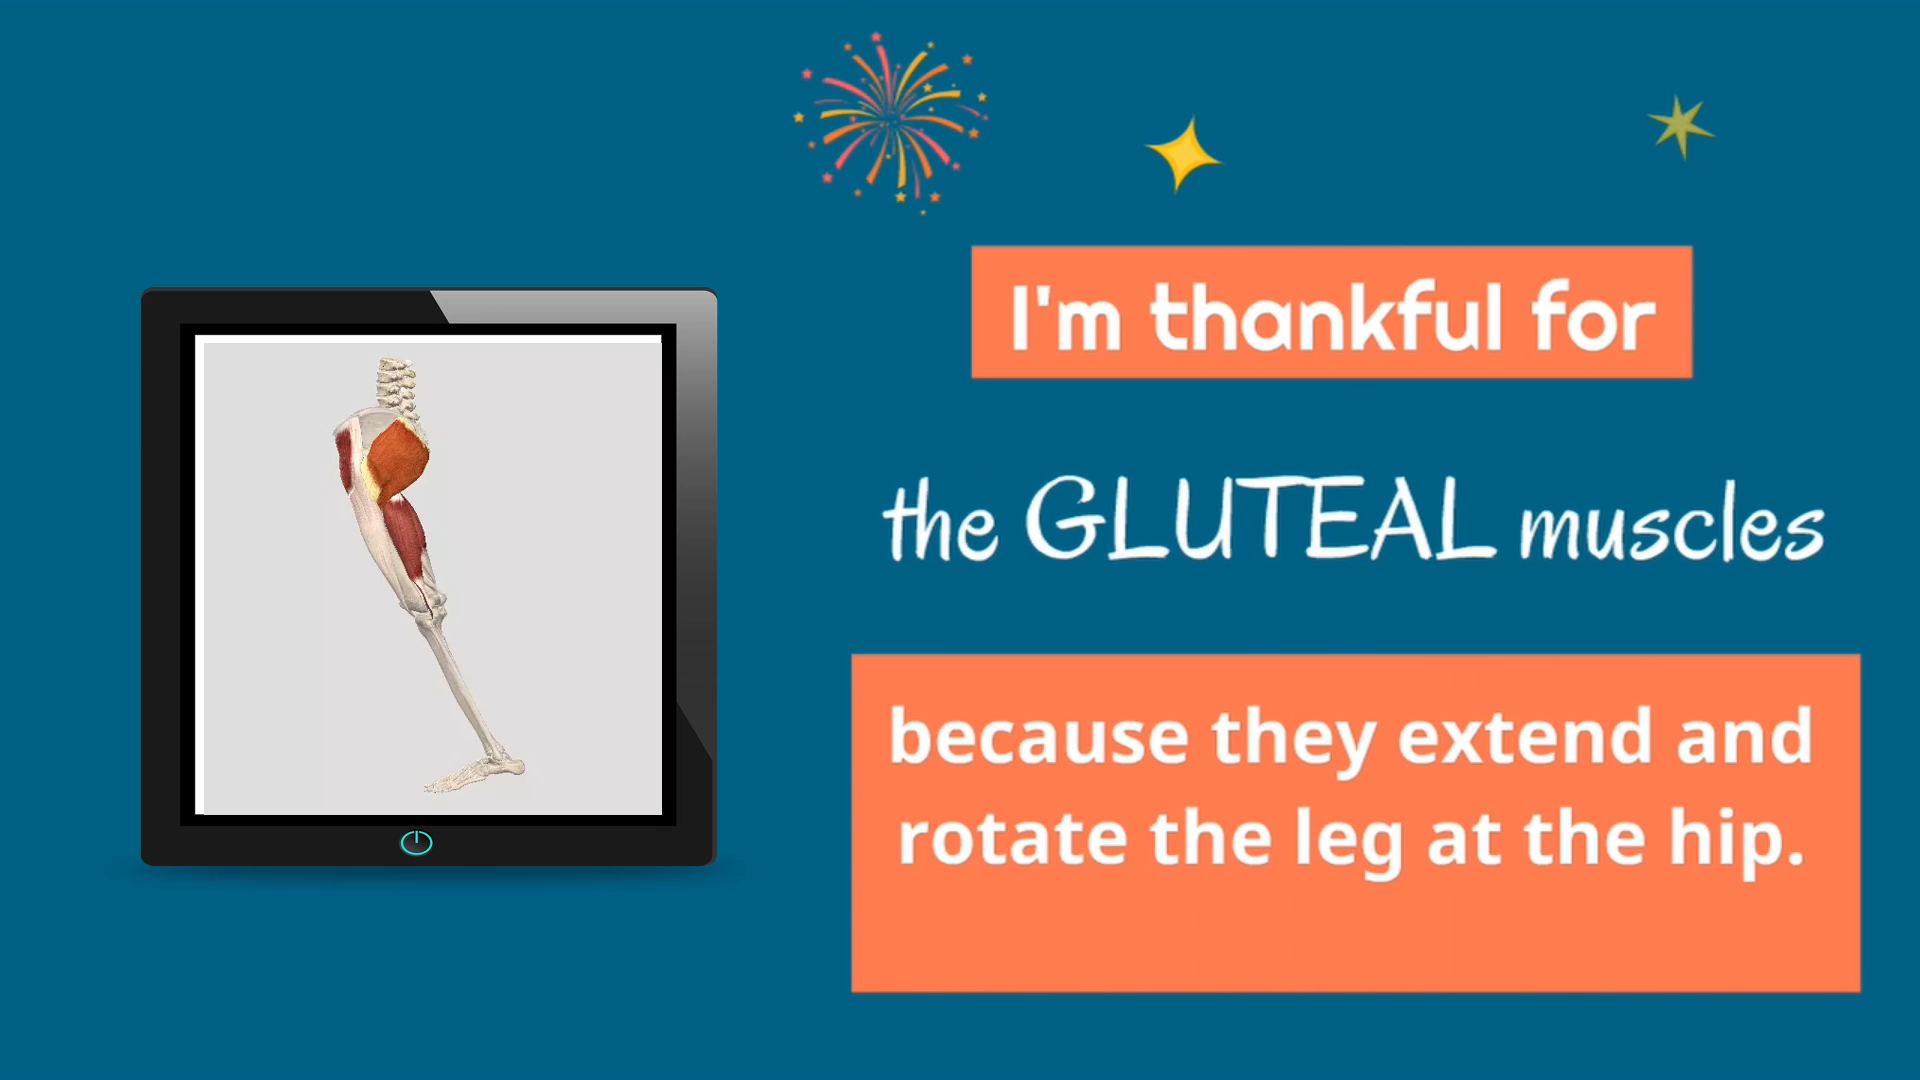 I'm thankful for
the GLUTEAL muscles
because they extend and
rotate the leg at the hip.